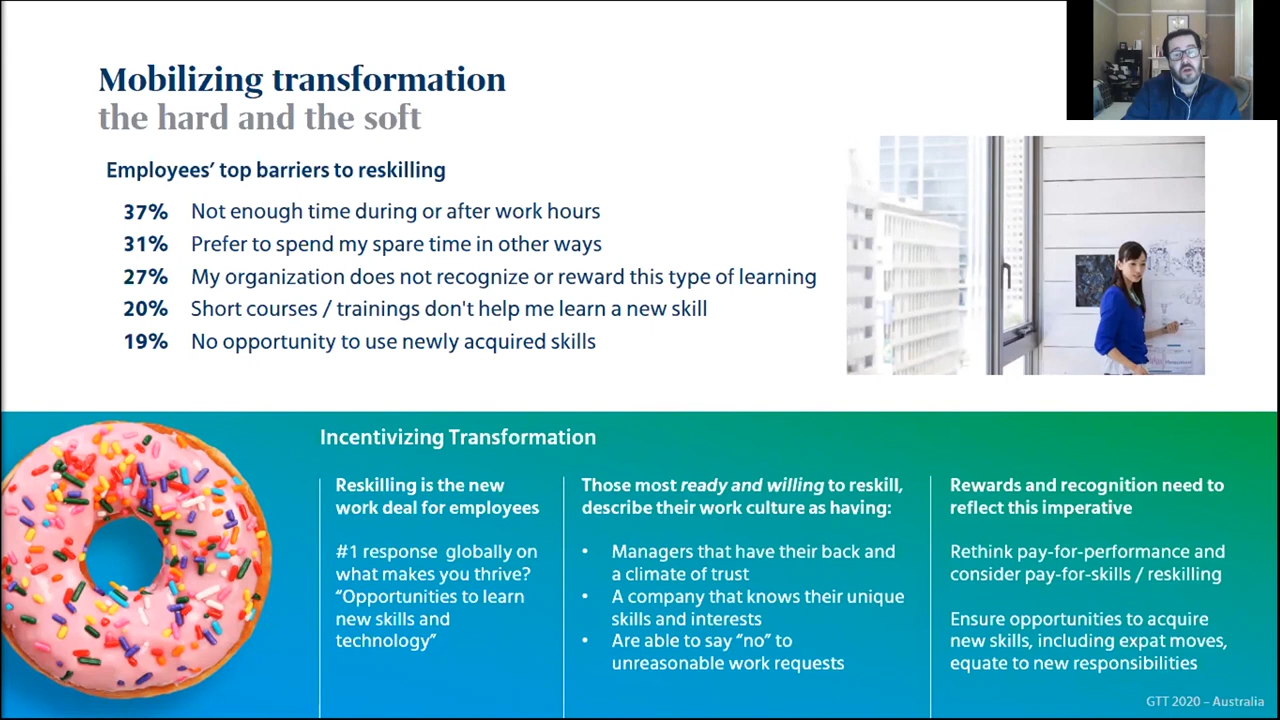 Mobilizing transformation
the hard and the soft
Employees' top barriers to reskilling
37% Not enough time during or after work hours
31% Prefer to spend my spare time in other ways
27% My organization does not recognize or reward this type of learning
20% Short courses / trainings don't help me learn a new skill
19% No opportunity to use newly acquired skills
Incentivizing Transformation
Reskilling is the new
work deal for employees
#1 response globally on
what makes you thrive?
“Opportunities to learn
new skills and
technology”
Those most ready and willing to reskill,
describe their work culture as having:
• Managers that have their back and
a climate of trust
• A company that knows their unique
skills and interests
• Are able to say “no” to
unreasonable work requests
Rewards and recognition need to
reflect this imperative
Rethink pay-for-performance and
consider pay-for-skills / reskilling
Ensure opportunities to acquire
new skills, including expat moves,
equate to new responsibilities
GTT 2020 – Australia